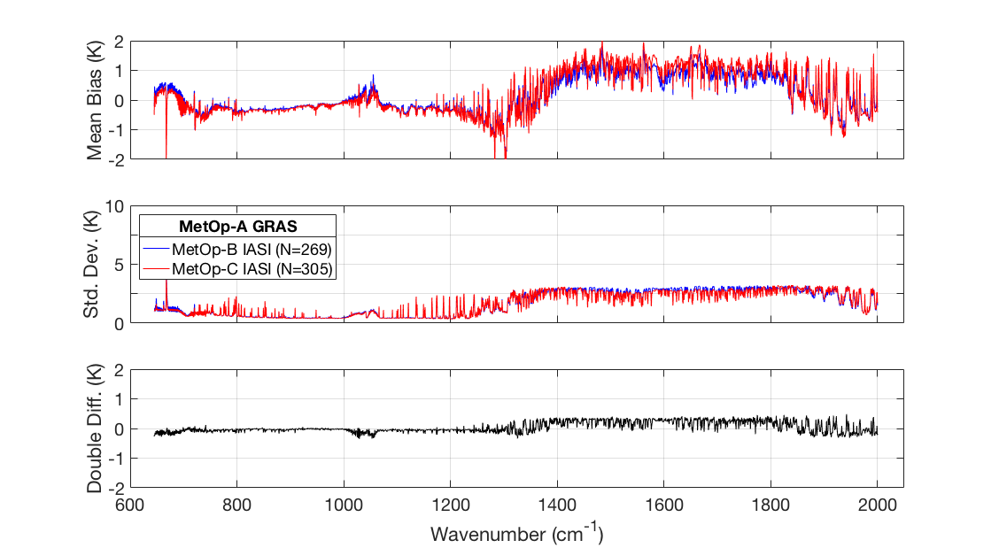 Mean Bias (K)
2
1
0
-1
-2
Std. Dev. (K)
10
5
0
MetOp-A GRAS
MetOp-B IASI (N=269)
MetOp-C IASI (N=305)
Double Diff. (K)
2
1
0
-1
-2
600 800 1000 1200 1400 1600 1800 2000
Wavenumber (cm-1)